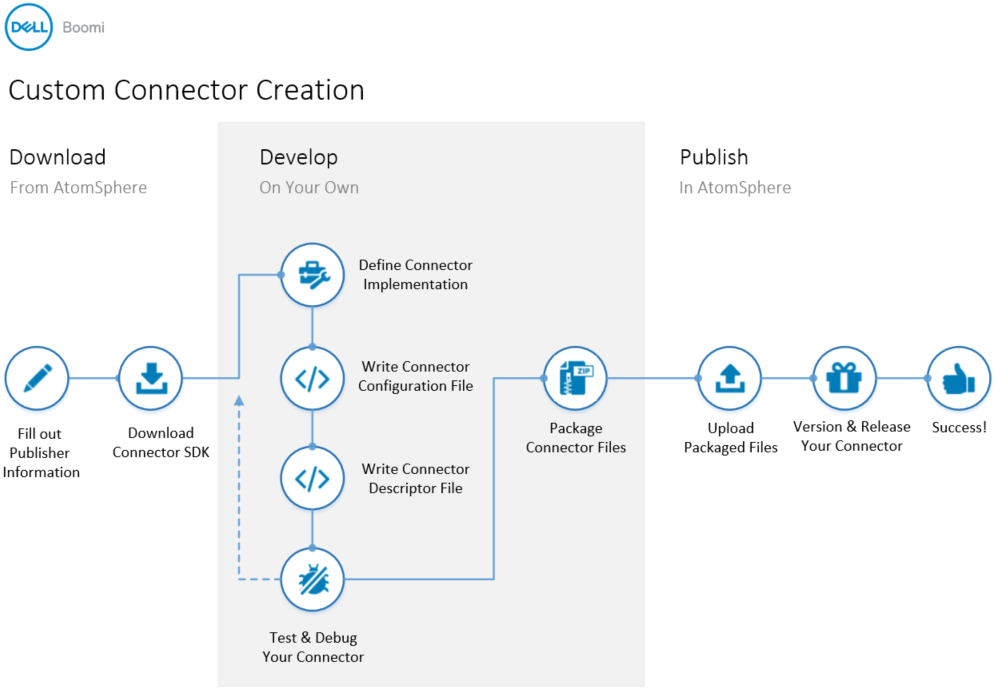 DELL
Boomi
Custom Connector Creation
Download
From AtomSphere
Develop
On Your Own
Publish
In AtomSphere
Fill out
Publisher
Information
Download
Connector SDK
Define Connector
Implementation
Write Connector
Configuration File
Write Connector
Descriptor File
Test & Debug
Your Connector
ZIP
Package
Connector Files
Upload
Packaged Files
Version & Release
Your Connector
Success!